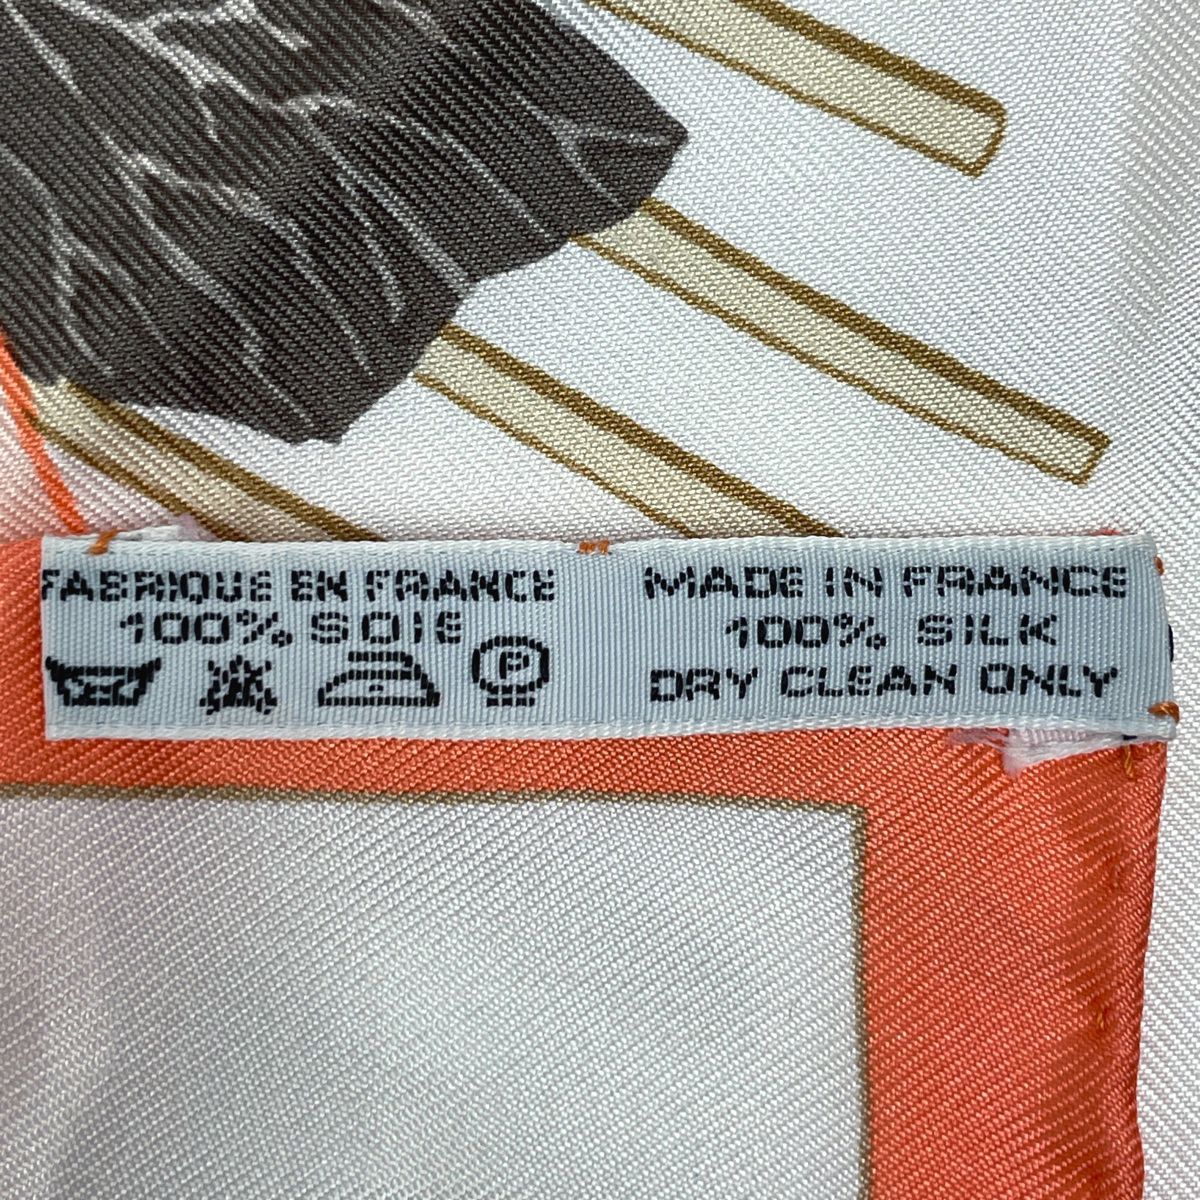 FABRIQUE EN FRANCE
100% SOIE
P
MADE IN FRANCE
100% SILK
DRY CLEAN ONLY